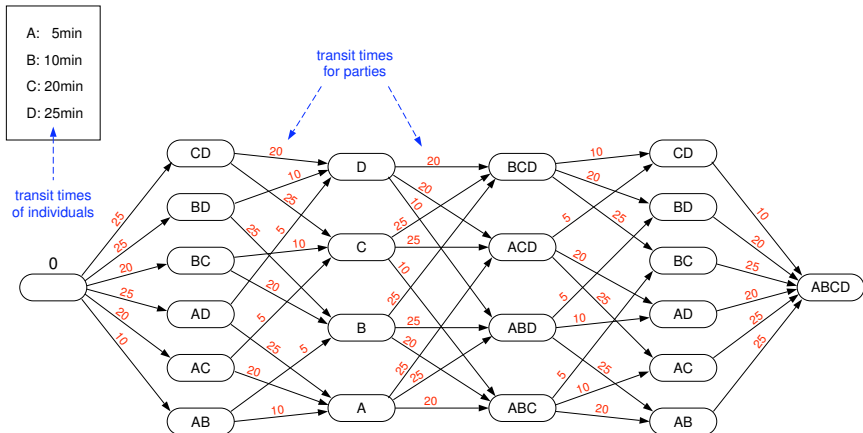 A: 5min
B: 10min
C: 20min
D: 25min
transit times
of individuals
transit times
for parties
0
CD
BD
BC
AD
AC
AB
D
C
B
A
BCD
ACD
ABD
ABC
CD
BD
BC
AD
AC
AB
ABCD
25
25
20
25
20
10
20
25
10
25
10
20
5
25
5
20
5
10
20
20
10
25
25
10
25
25
20
25
25
20
10
20
25
5
20
25
5
10
25
5
10
20
10
20
25
20
25
25